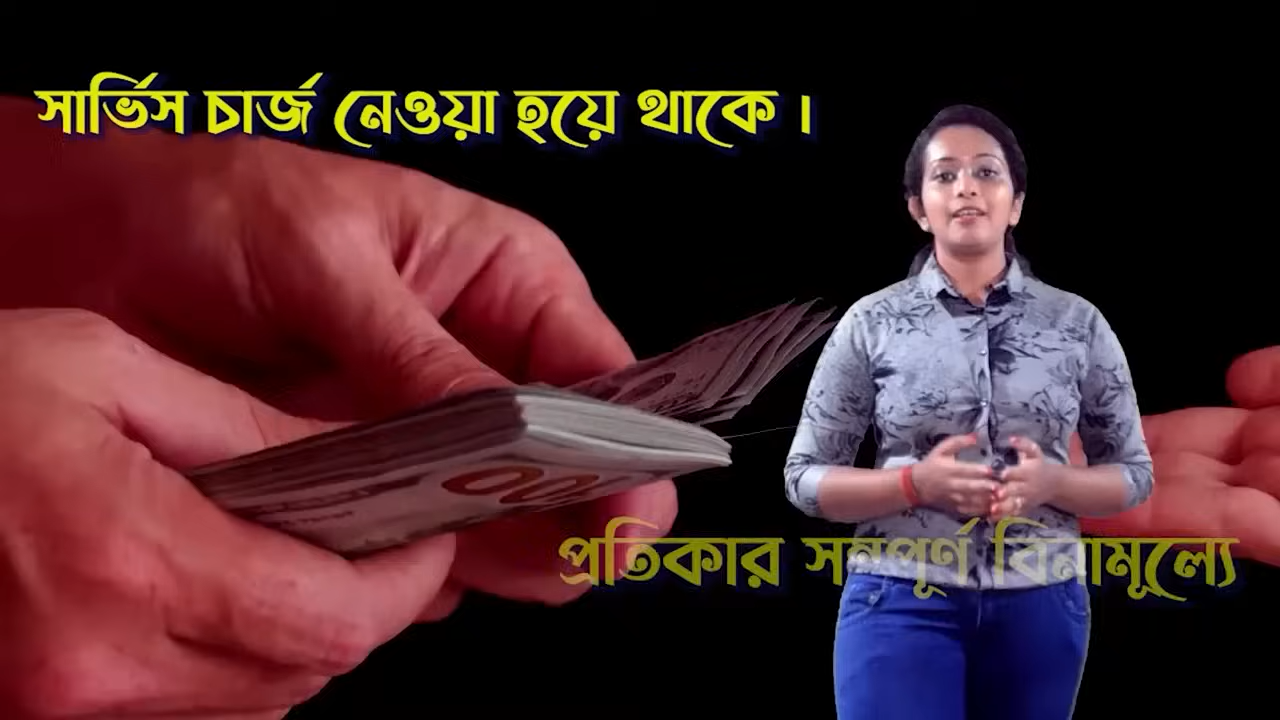 সার্ভিস চার্জ নেওয়া হয়ে থাকে ।
প্রতিকার সম্পূর্ণ বিনামূল্যে